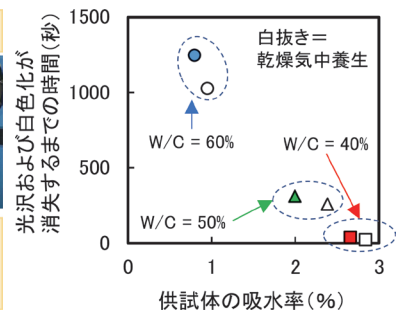 光沢および白色化が
消失するまでの時間（秒）
1500
1000
500
0
白抜き＝
乾燥気中養生
W/C = 60%
W/C = 40%
W/C = 50%
0
1
2
3
供試体の吸水率（%）